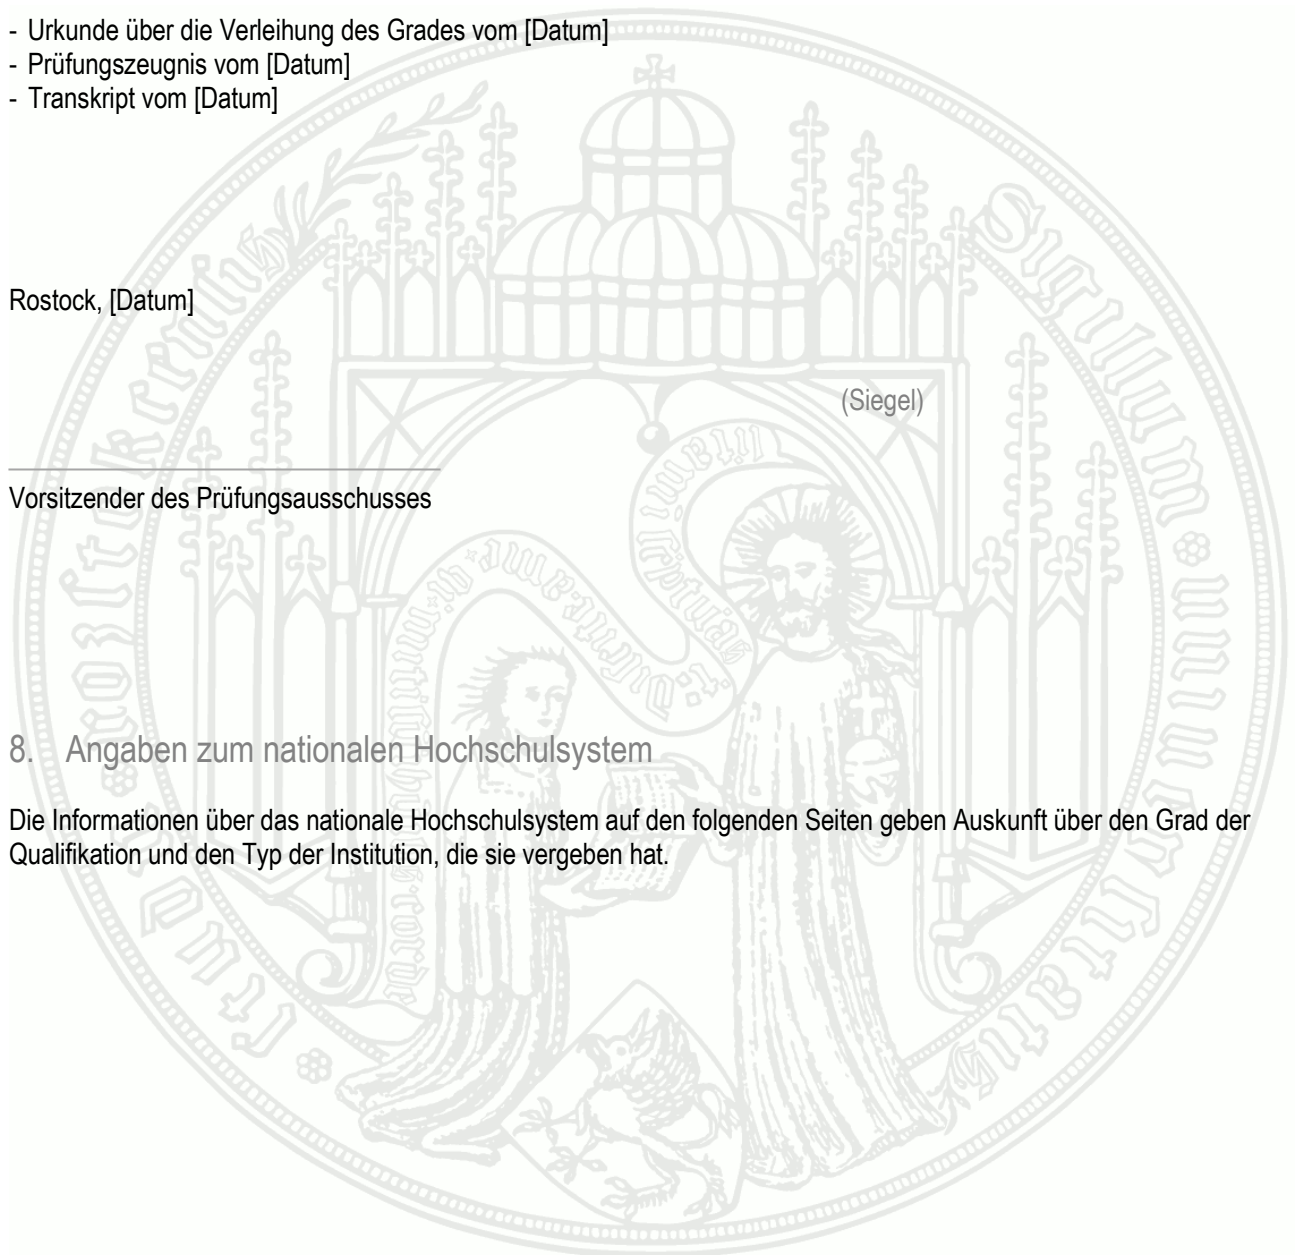 - Urkunde über die Verleihung des Grades vom [Datum]
- Prüfungszeugnis vom [Datum]
- Transkript vom [Datum]
Rostock, [Datum]
(Siegel)
Vorsitzender des Prüfungsausschusses
8. Angaben zum nationalen Hochschulsystem
Die Informationen über das nationale Hochschulsystem auf den folgenden Seiten geben Auskunft über den Grad der
Qualifikation und den Typ der Institution, die sie vergeben hat.